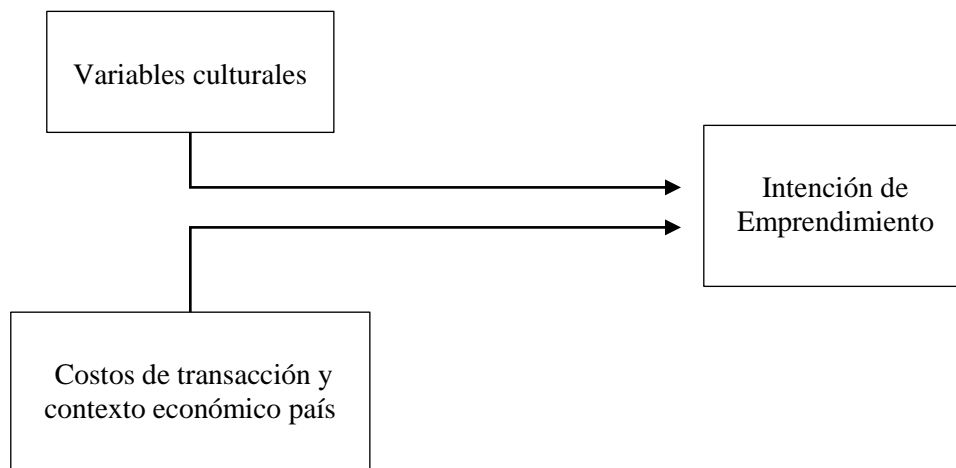 Variables culturales
Intención de
Emprendimiento
Costos de transacción y
contexto económico país